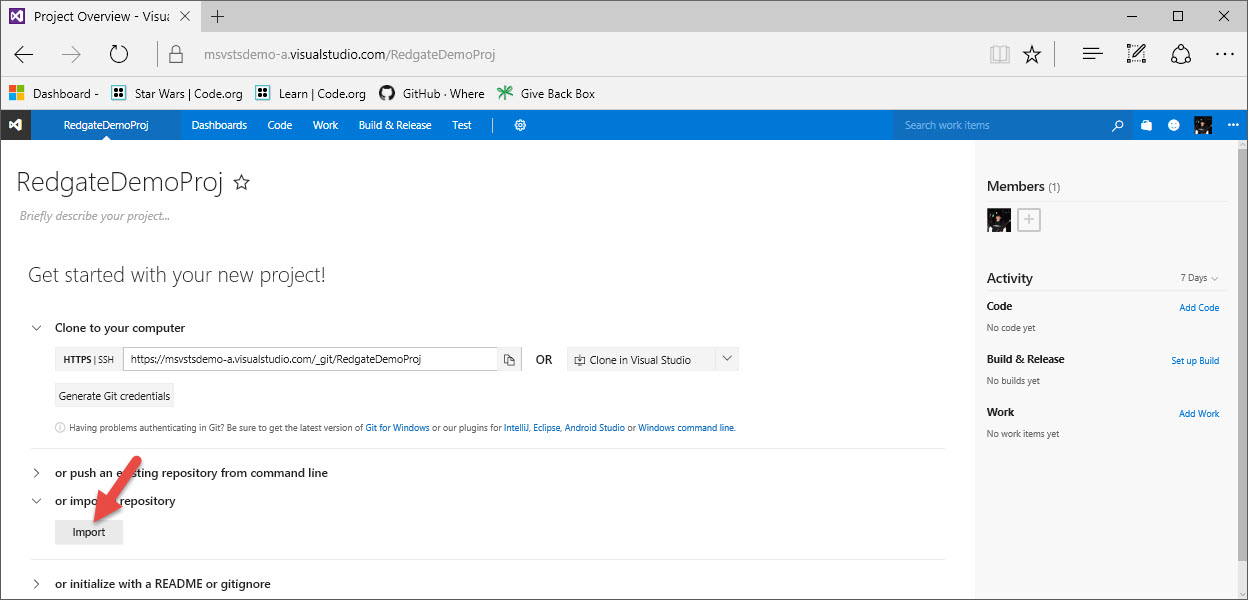 Project Overview - Visu
msvstsdemo-a.visualstudio.com/RedgateDemoProj
Dashboard - Star Wars | Code.org Learn | Code.org GitHub · Where Give Back Box
RedgateDemoProj Dashboards Code Work Build & Release Test Search work items
RedgateDemoProj
Briefly describe your project...
Get started with your new project!
Clone to your computer
HTTPS | SSH https://msvstsdemo-a.visualstudio.com/_git/RedgateDemoProj OR Clone in Visual Studio
Generate Git credentials
Having problems authenticating in Git? Be sure to get the latest version of Git for Windows or our plugins for IntelliJ, Eclipse, Android Studio or Windows command line.
or push an existing repository from command line
or import repository
Import
or initialize with a README or gitignore
Members (1)
Activity 7 Days
Code Add Code
No code yet
Build & Release Set up Build
No builds yet
Work Add Work
No work items yet